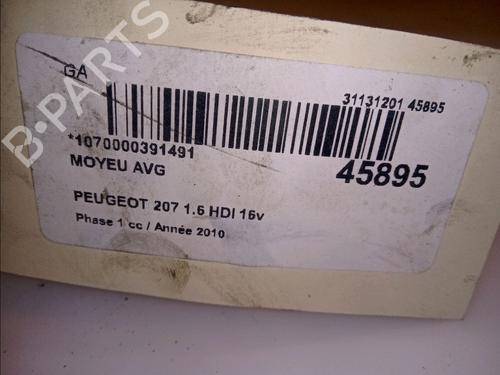 GA
31131201 45895
*1070000391491
45895
MOYEU AVG
PEUGEOT 207 1.6 HDI 16v
Phase 1 cc / Année 2010
B-PARTS